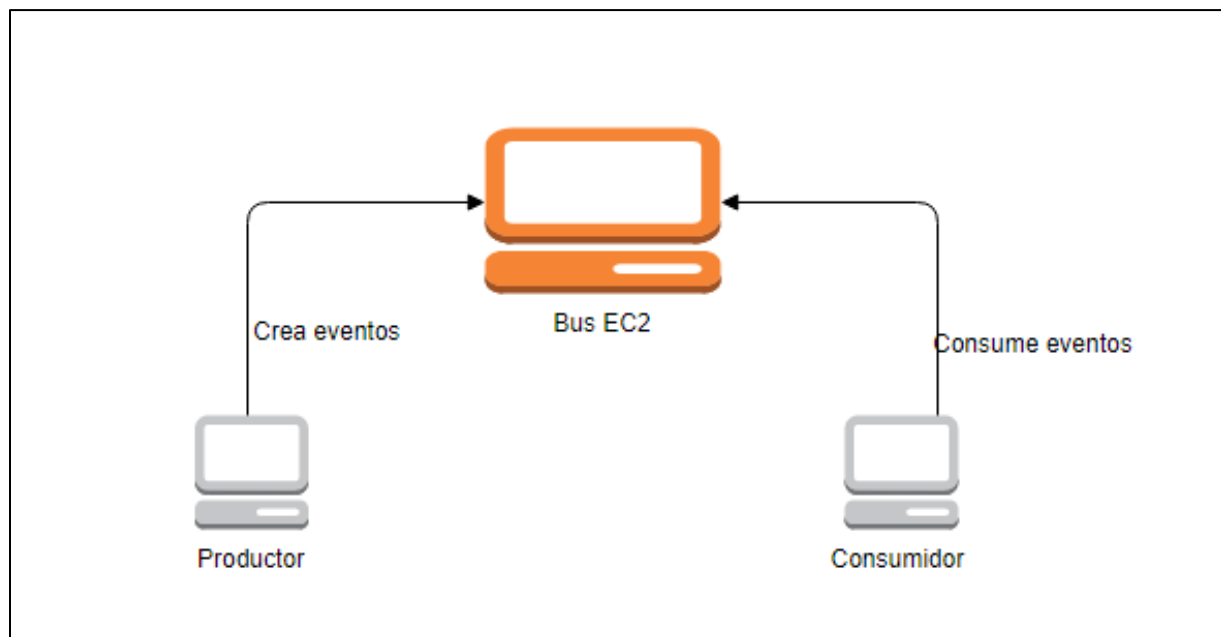 Bus EC2
Crea eventos
Consume eventos
Productor
Consumidor